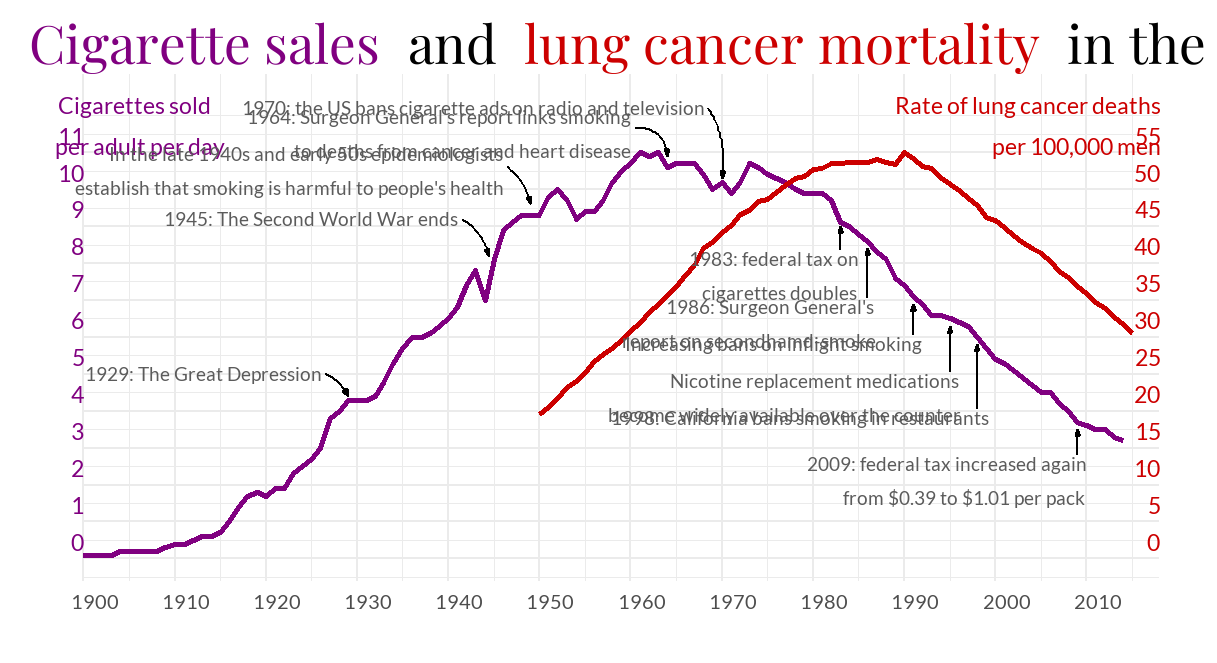 Cigarette sales and lung cancer mortality in the
Cigarettes sold
per adult per day
Rate of lung cancer deaths
per 100,000 men
1970: the US bans cigarette ads on radio and television
1964: Surgeon General's report links smoking
to deaths from cancer and heart disease
In the late 1940s and early 50s epidemiologists
establish that smoking is harmful to people's health
1945: The Second World War ends
1929: The Great Depression
1983: federal tax on
cigarettes doubles
1986: Surgeon General's
report on secondhand-smoke
Increasing bans on inflight smoking
Nicotine replacement medications
become widely available over the counter
1998: California bans smoking in restaurants
2009: federal tax increased again
from $0.39 to $1.01 per pack
11
10
9
8
7
6
5
4
3
2
1
0
55
50
45
40
35
30
25
20
15
10
5
0
1900 1910 1920 1930 1940 1950 1960 1970 1980 1990 2000 2010